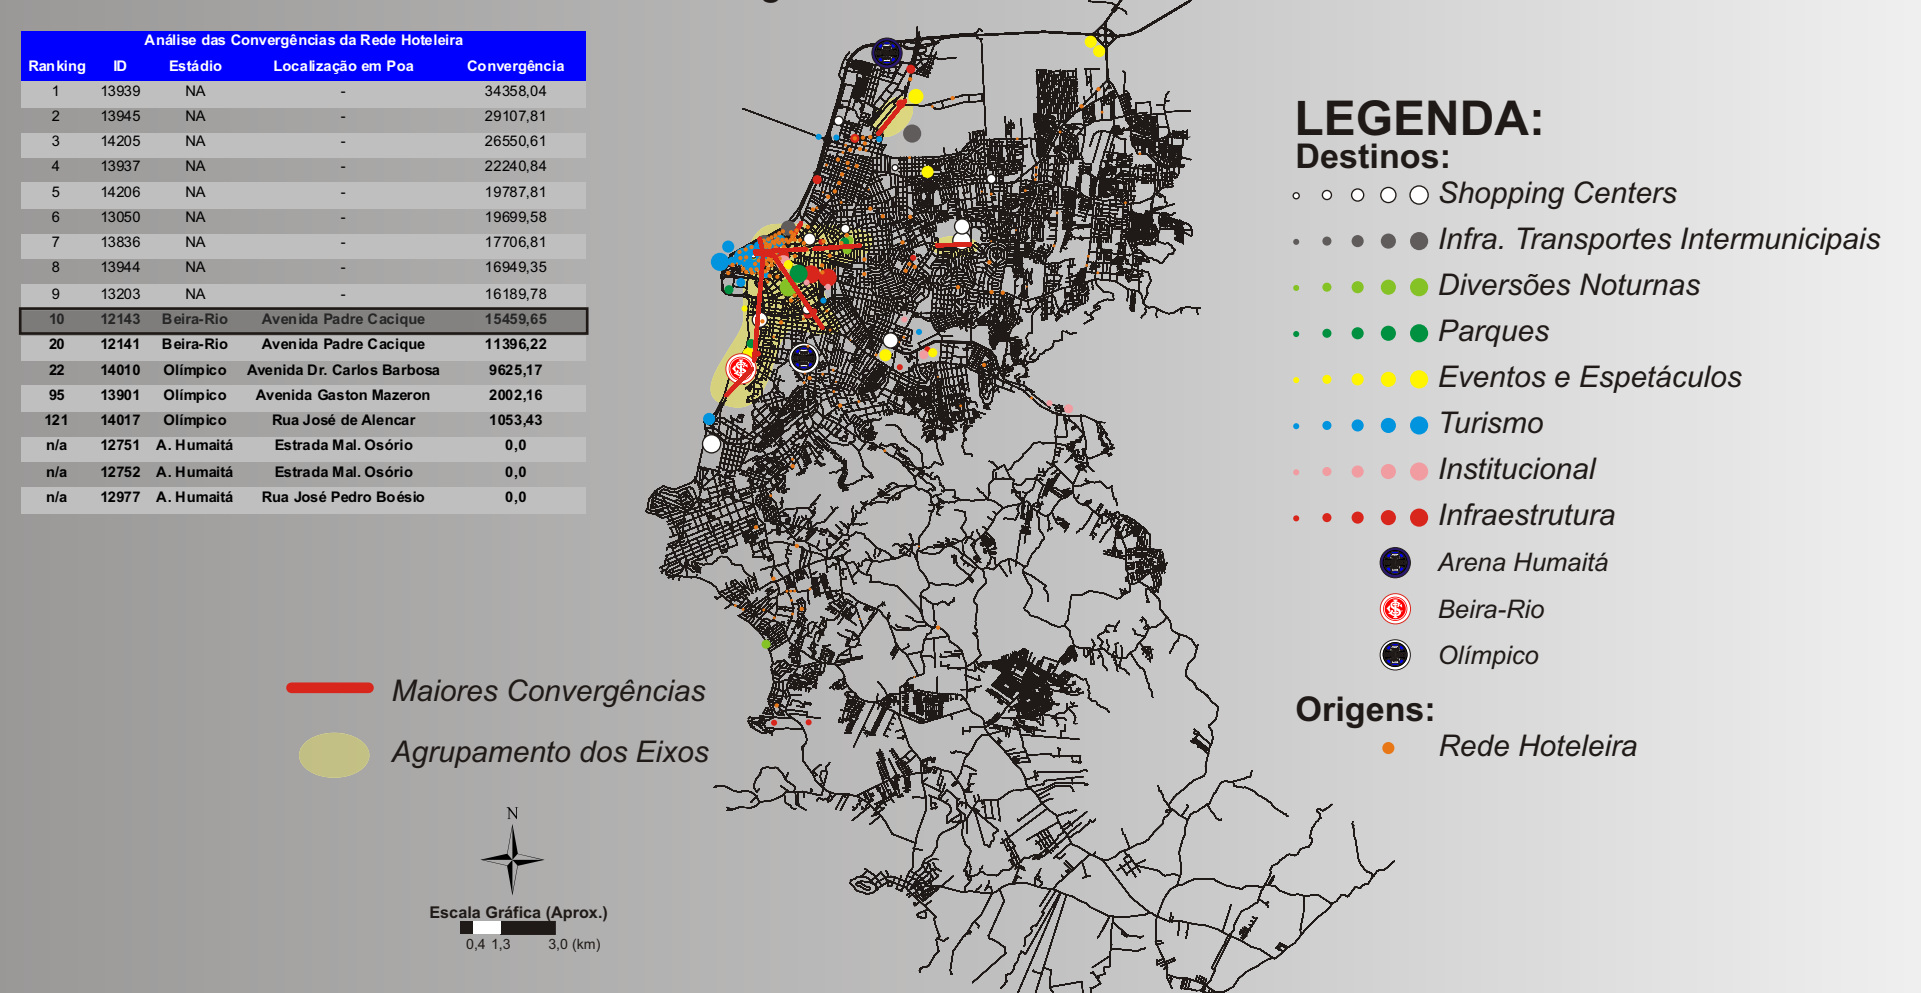 Análise das Convergências da Rede Hoteleira
Ranking ID Estádio Localização em Poa Convergência
1 13939 NA - 34358,04
2 13945 NA - 29107,81
3 14205 NA - 26550,61
4 13937 NA - 22240,84
5 14206 NA - 19787,81
6 13050 NA - 19699,58
7 13836 NA - 17706,81
8 13944 NA - 16949,35
9 13203 NA - 16189,78
10 12143 Beira-Rio Avenida Padre Cacique 15459,65
20 12141 Beira-Rio Avenida Padre Cacique 11396,22
22 14010 Olímpico Avenida Dr. Carlos Barbosa 9625,17
95 13901 Olímpico Avenida Gaston Mazeron 2002,16
121 14017 Olímpico Rua José de Alencar 1053,43
n/a 12751 A. Humaitá Estrada Mal. Osório 0,0
n/a 12752 A. Humaitá Estrada Mal. Osório 0,0
n/a 12977 A. Humaitá Rua José Pedro Boésio 0,0
Maiores Convergências
Agrupamento dos Eixos
N
Escala Gráfica (Aprox.)
0,4 1,3 3,0 (km)
LEGENDA:
Destinos:
Shopping Centers
Infra. Transportes Intermunicipais
Diversões Noturnas
Parques
Eventos e Espetáculos
Turismo
Institucional
Infraestrutura
Arena Humaitá
Beira-Rio
Olímpico
Origens:
Rede Hoteleira